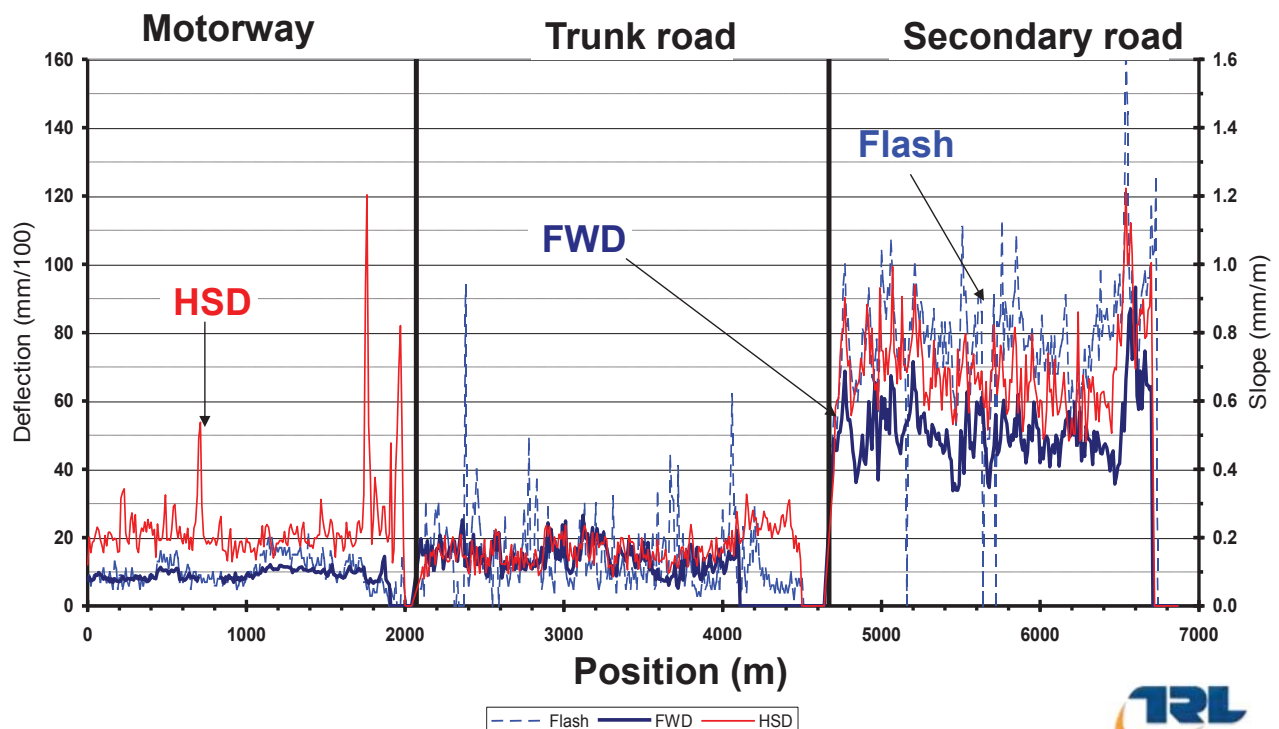 Motorway Trunk road Secondary road
160 1.6
140 1.4
Flash
120 1.2
FWD
100 1.0
HSD
80 0.8
60 0.6
40 0.4
20 0.2
0 0.0
Deflection (mm/100)
Slope (mm/m)
0 1000 2000 3000 4000 5000 6000 7000
Position (m)
Flash FWD HSD
TRL